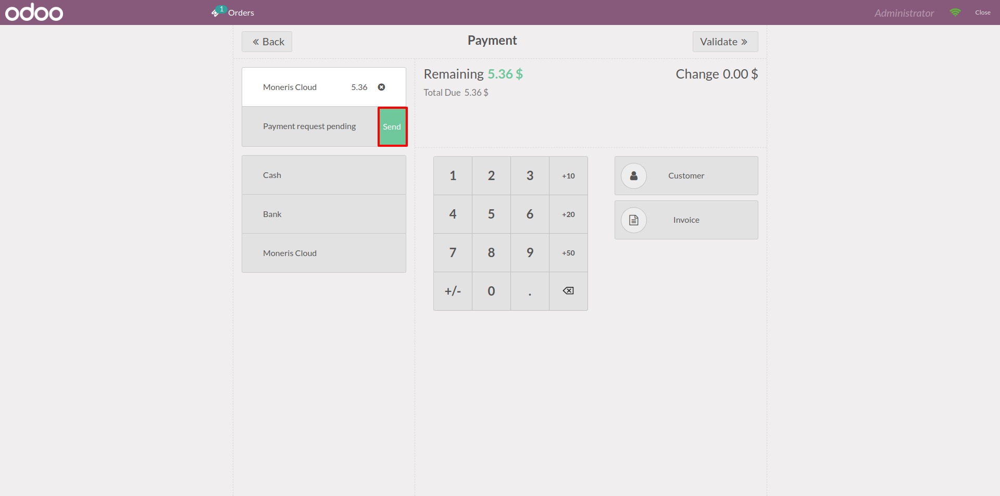 odoo
1 Orders
Administrator
Close
Back
Payment
Validate
Moneris Cloud 5.36
Payment request pending Send
Cash
Bank
Moneris Cloud
Remaining 5.36 $
Change 0.00 $
Total Due 5.36 $
1 2 3 +10
4 5 6 +20
7 8 9 +50
+/- 0 .
Customer
Invoice